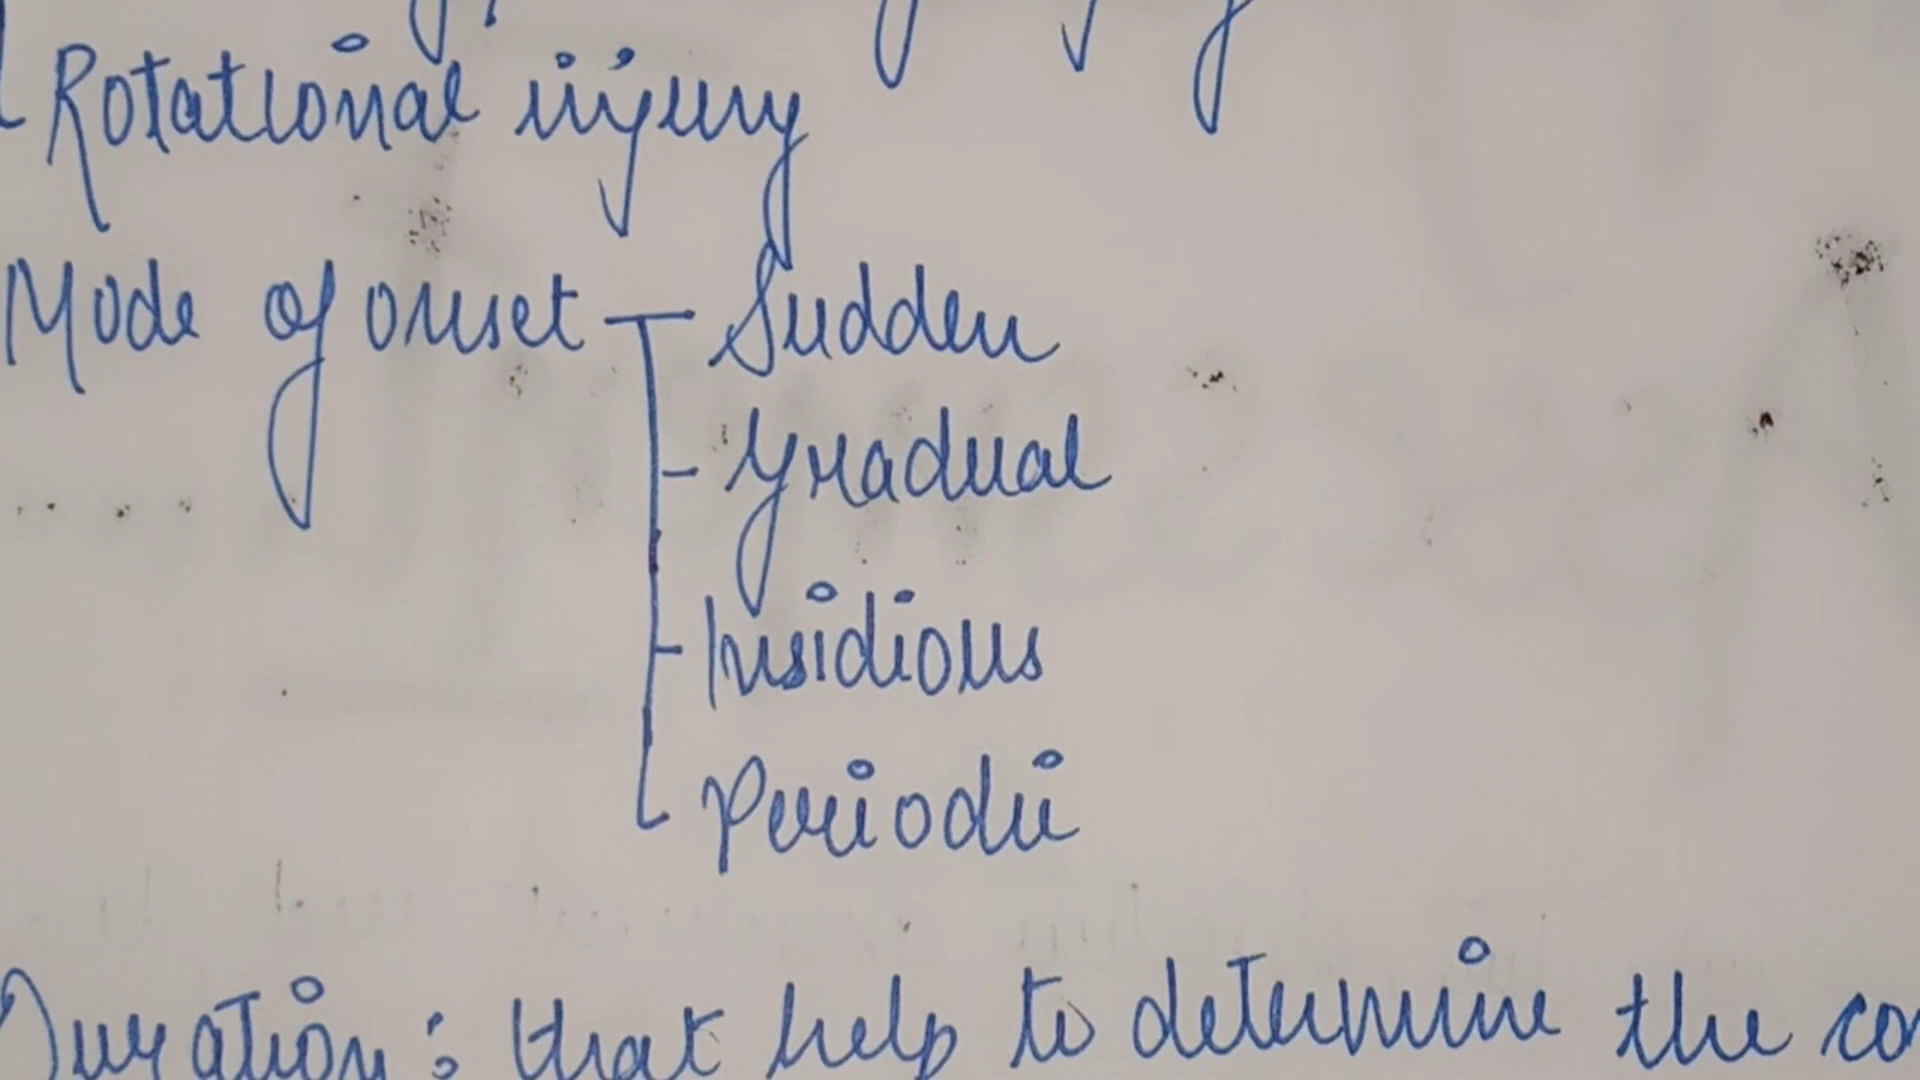 Rotational injury
Mode of onset - Sudden
- Gradual
- Insidious
Periodic
Duration: that help to determine the